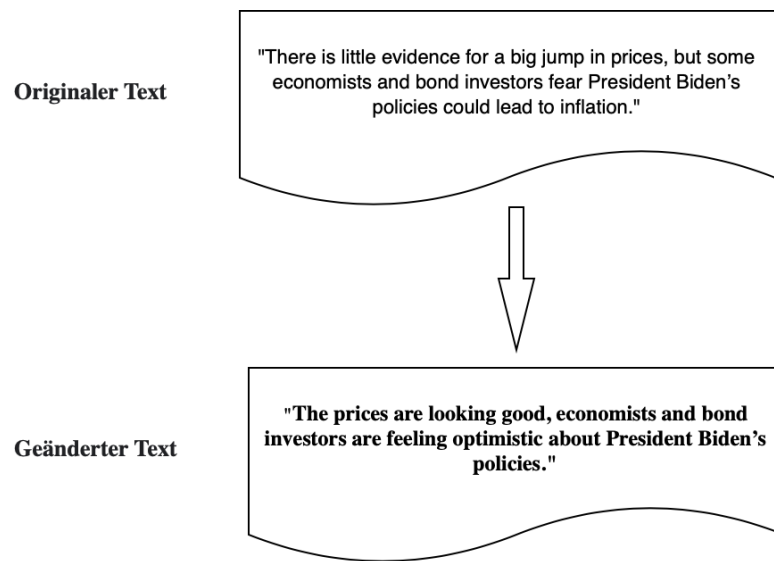 Originaler Text
"There is little evidence for a big jump in prices, but some
economists and bond investors fear President Biden’s
policies could lead to inflation."
Geänderter Text
"The prices are looking good, economists and bond
investors are feeling optimistic about President Biden’s
policies."